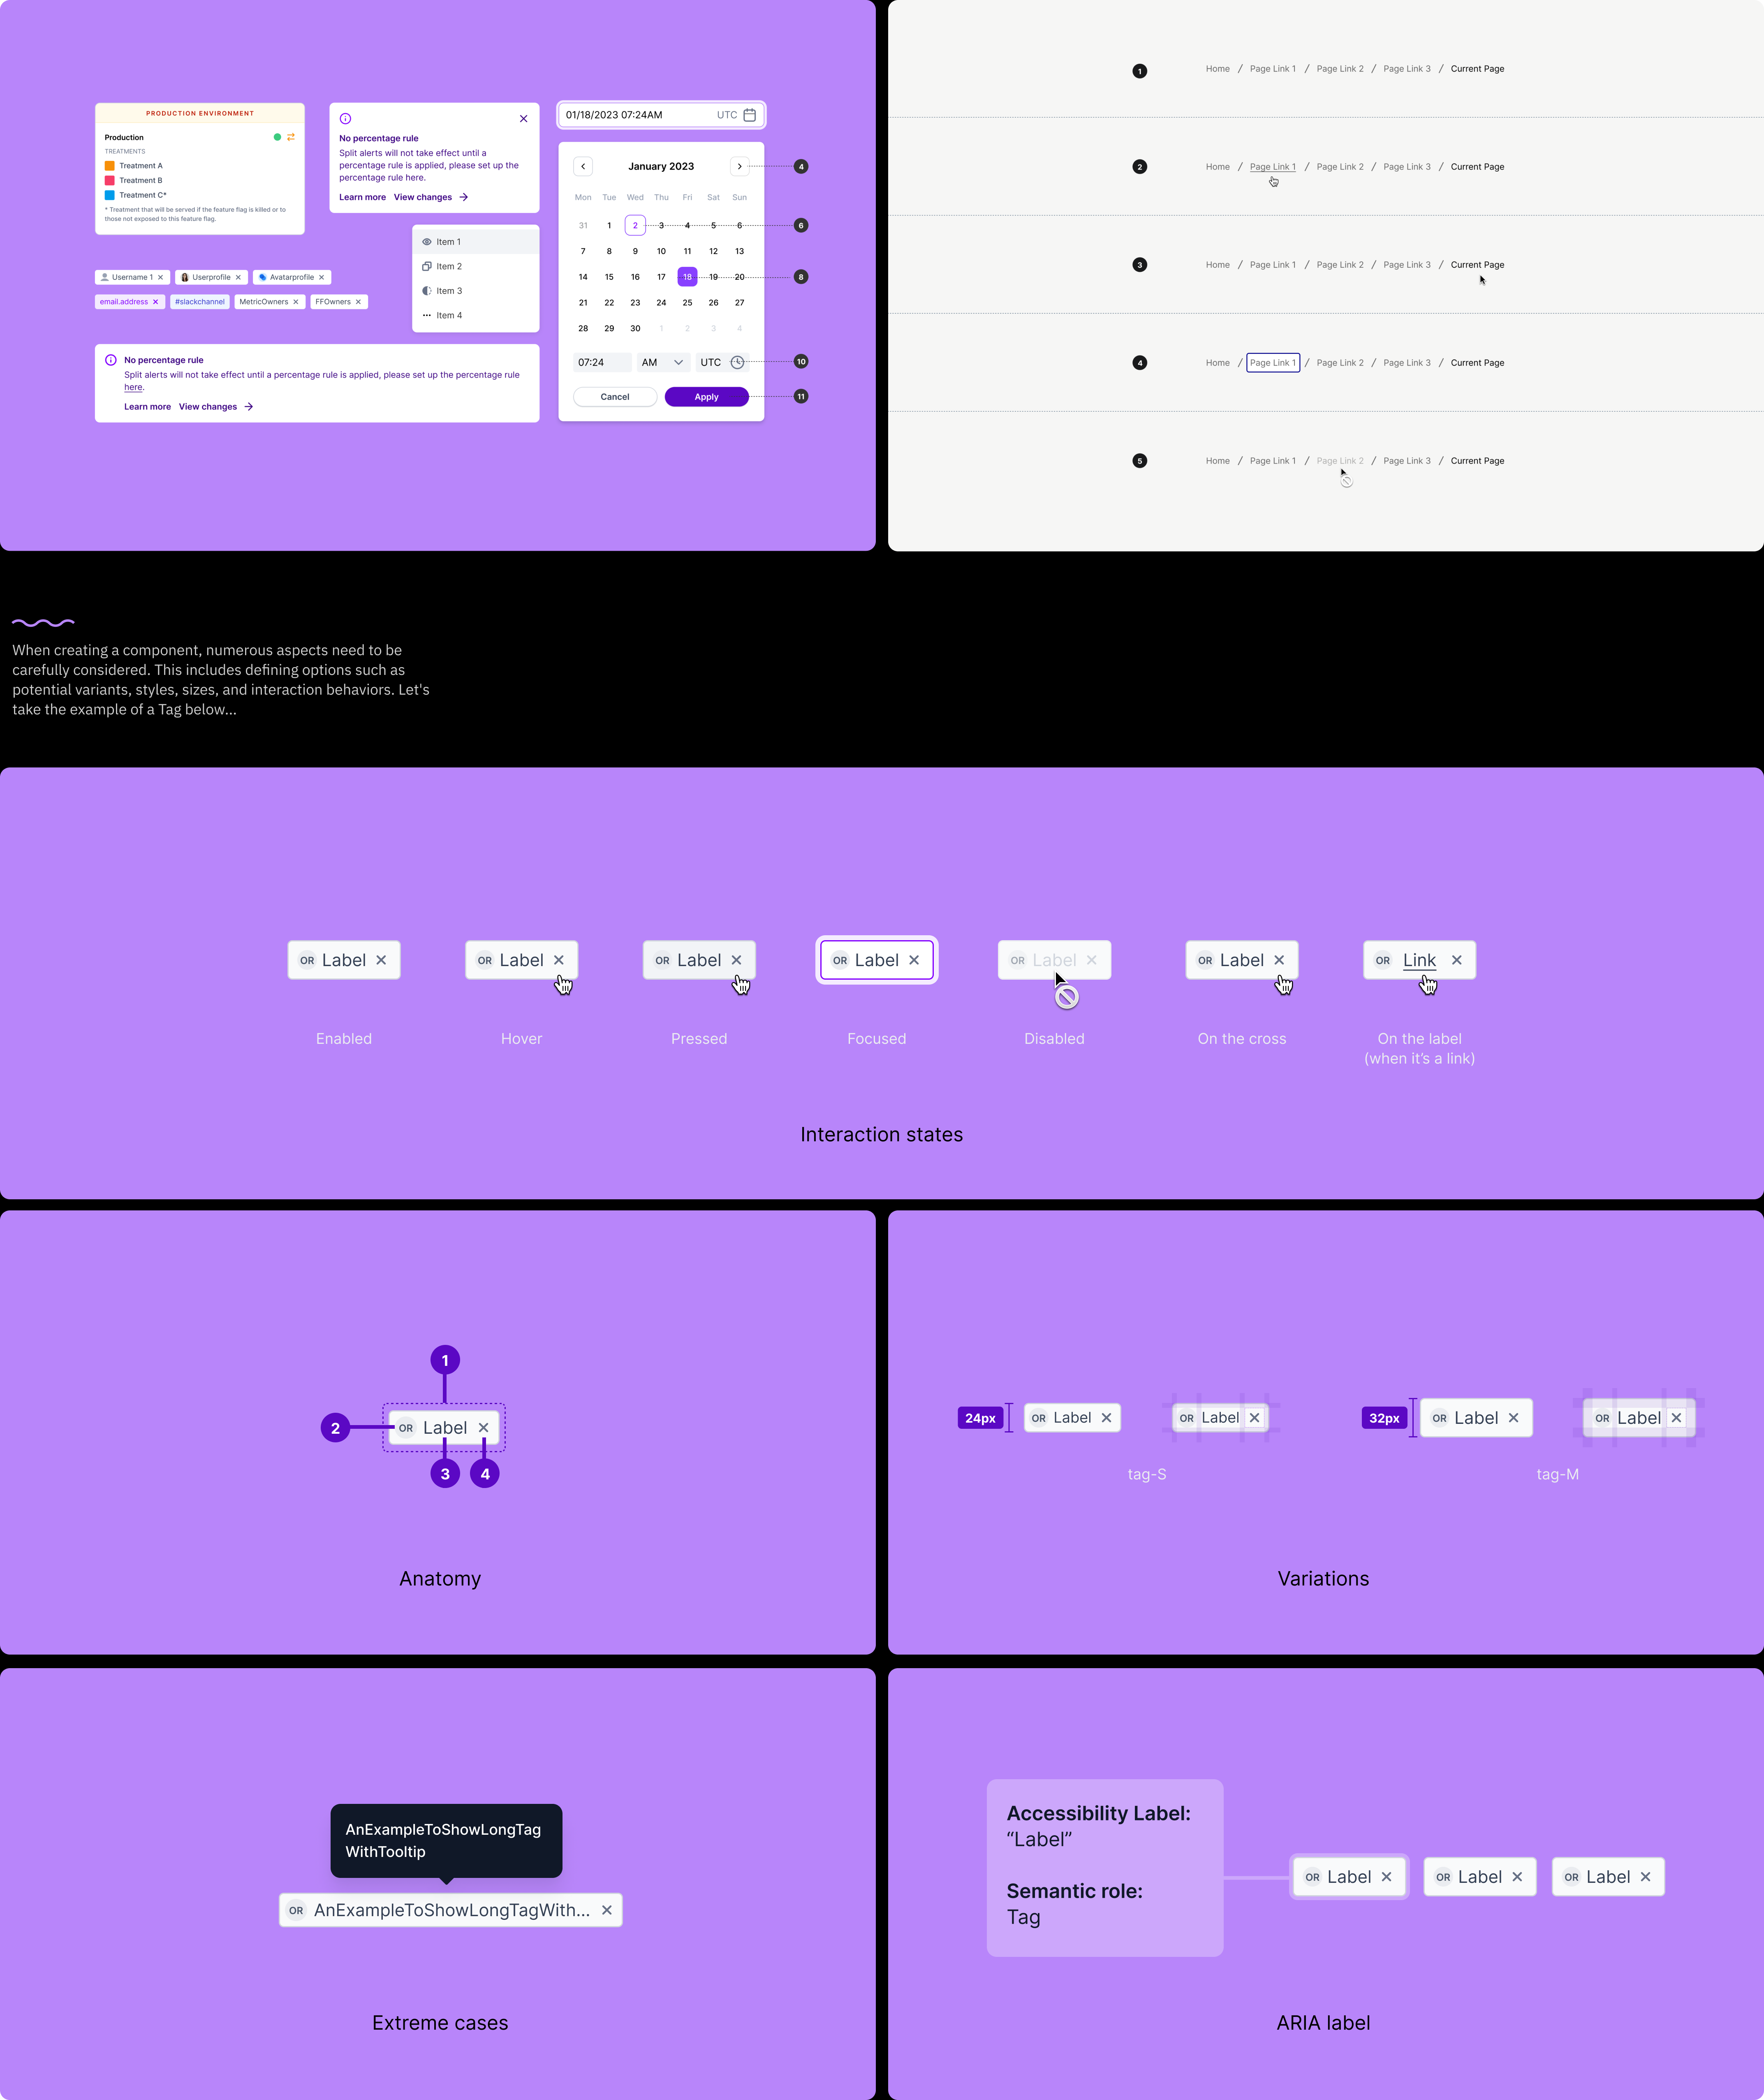 PRODUCTION ENVIRONMENT
Production
TREATMENTS
Treatment A
Treatment B
Treatment C*
* Treatment that will be served if the feature flag is killed or to
those not exposed to this feature flag.
No percentage rule
Split alerts will not take effect until a
percentage rule is applied, please set up the
percentage rule here.
Learn more View changes
Item 1
Item 2
Item 3
Item 4
Username 1 Userprofile Avatarprofile
email.address #slackchannel MetricOwners FFOwners
No percentage rule
Split alerts will not take effect until a percentage rule is applied, please set up the percentage rule
here.
Learn more View changes
01/18/2023 07:24AM UTC
January 2023 4
Mon Tue Wed Thu Fri Sat Sun
31 1 2 3 4 5 6 6
7 8 9 10 11 12 13
14 15 16 17 18 19 20 8
21 22 23 24 25 26 27
28 29 30 1 2 3 4
07:24 AM UTC 10
Cancel Apply 11
1 Home / Page Link 1 / Page Link 2 / Page Link 3 / Current Page
2 Home / Page Link 1 / Page Link 2 / Page Link 3 / Current Page
3 Home / Page Link 1 / Page Link 2 / Page Link 3 / Current Page
4 Home / Page Link 1 / Page Link 2 / Page Link 3 / Current Page
5 Home / Page Link 1 / Page Link 2 / Page Link 3 / Current Page
When creating a component, numerous aspects need to be
carefully considered. This includes defining options such as
potential variants, styles, sizes, and interaction behaviors. Let's
take the example of a Tag below...
OR Label OR Label OR Label OR Label OR Label OR Label OR Link
Enabled Hover Pressed Focused Disabled On the cross On the label
(when it's a link)
Interaction states
1
2 OR Label
3 4
Anatomy
24px OR Label OR Label
tag-S
32px OR Label OR Label
tag-M
Variations
AnExampleToShowLongTag
WithTooltip
OR AnExampleToShowLongTagWith...
Extreme cases
Accessibility Label:
“Label”
Semantic role:
Tag
OR Label OR Label OR Label
ARIA label